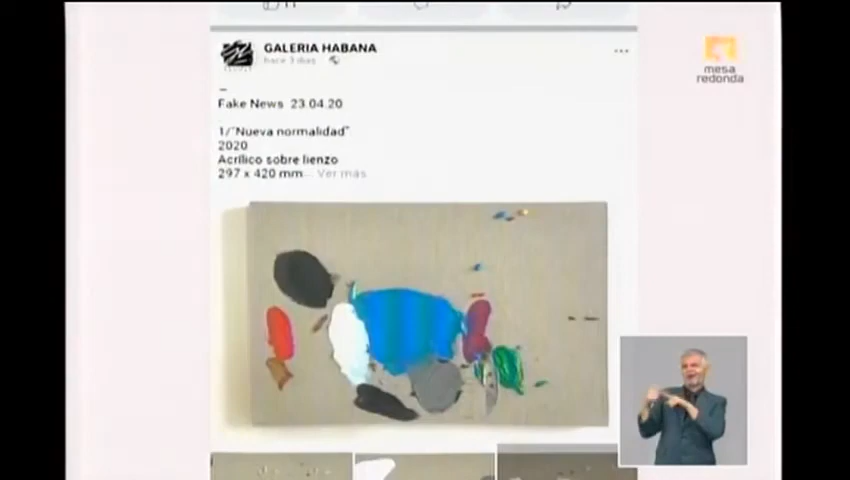 GALERIA HABANA
hace 3 días
...
–
Fake News 23.04.20
1/"Nueva normalidad"
2020
Acrílico sobre lienzo
297 x 420 mm... Ver más
mesa
redonda